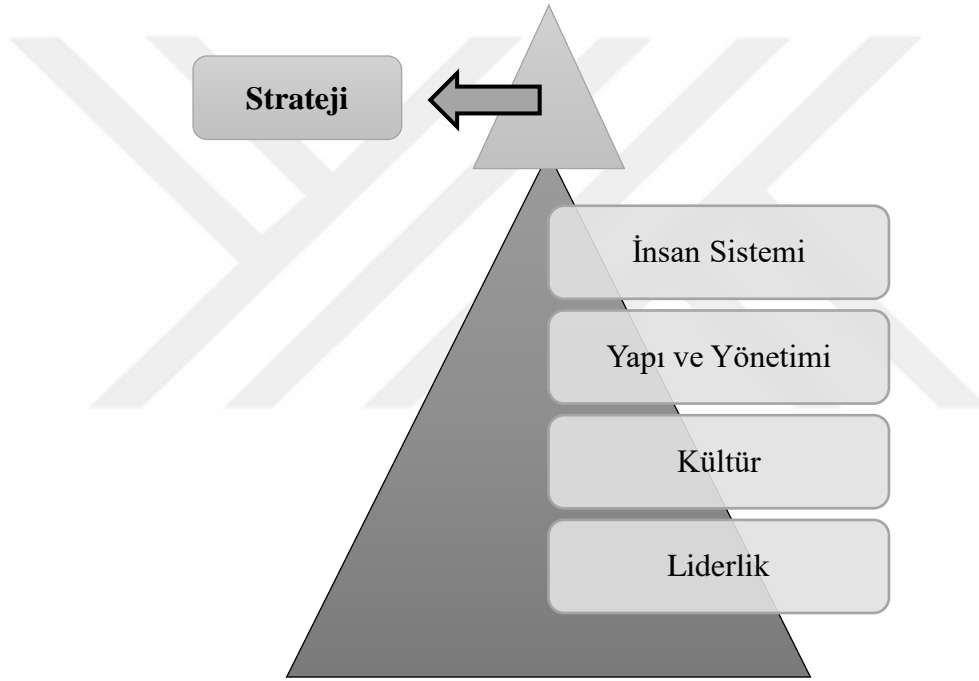 Strateji
İnsan Sistemi
Yapı ve Yönetimi
Kültür
Liderlik